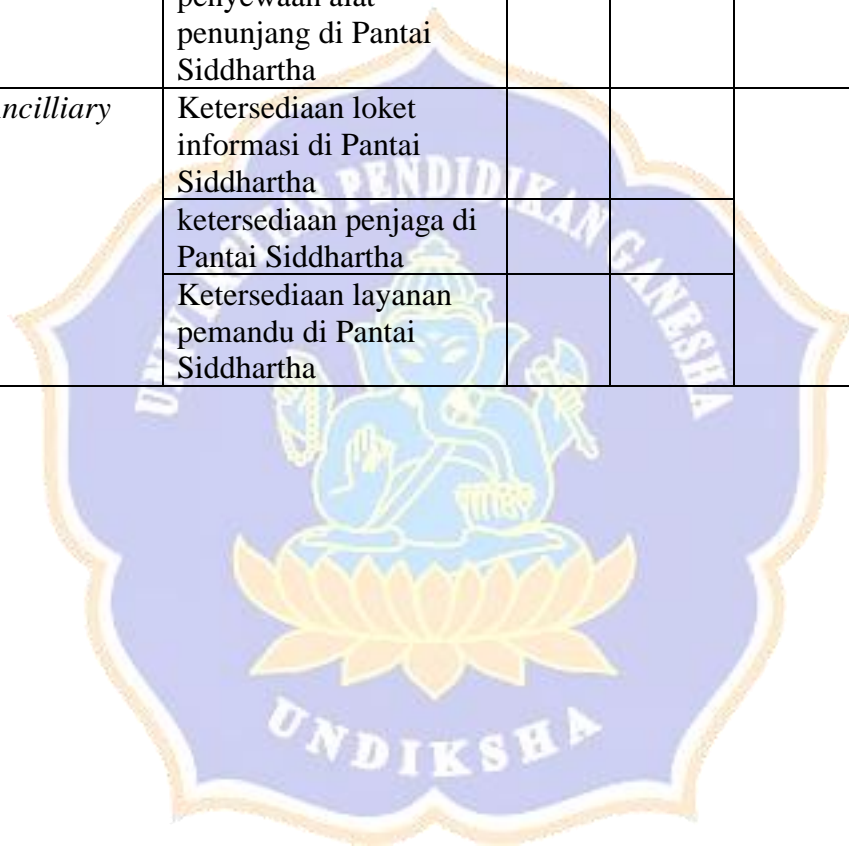 penyewaan alat
penunjang di Pantai
Siddhartha
ncilliary
Ketersediaan loket
informasi di Pantai
Siddhartha
ketersediaan penjaga di
Pantai Siddhartha
Ketersediaan layanan
pemandu di Pantai
Siddhartha
UNIVERSITAS PENDIDIKAN GANESHA
UNDIKSHA